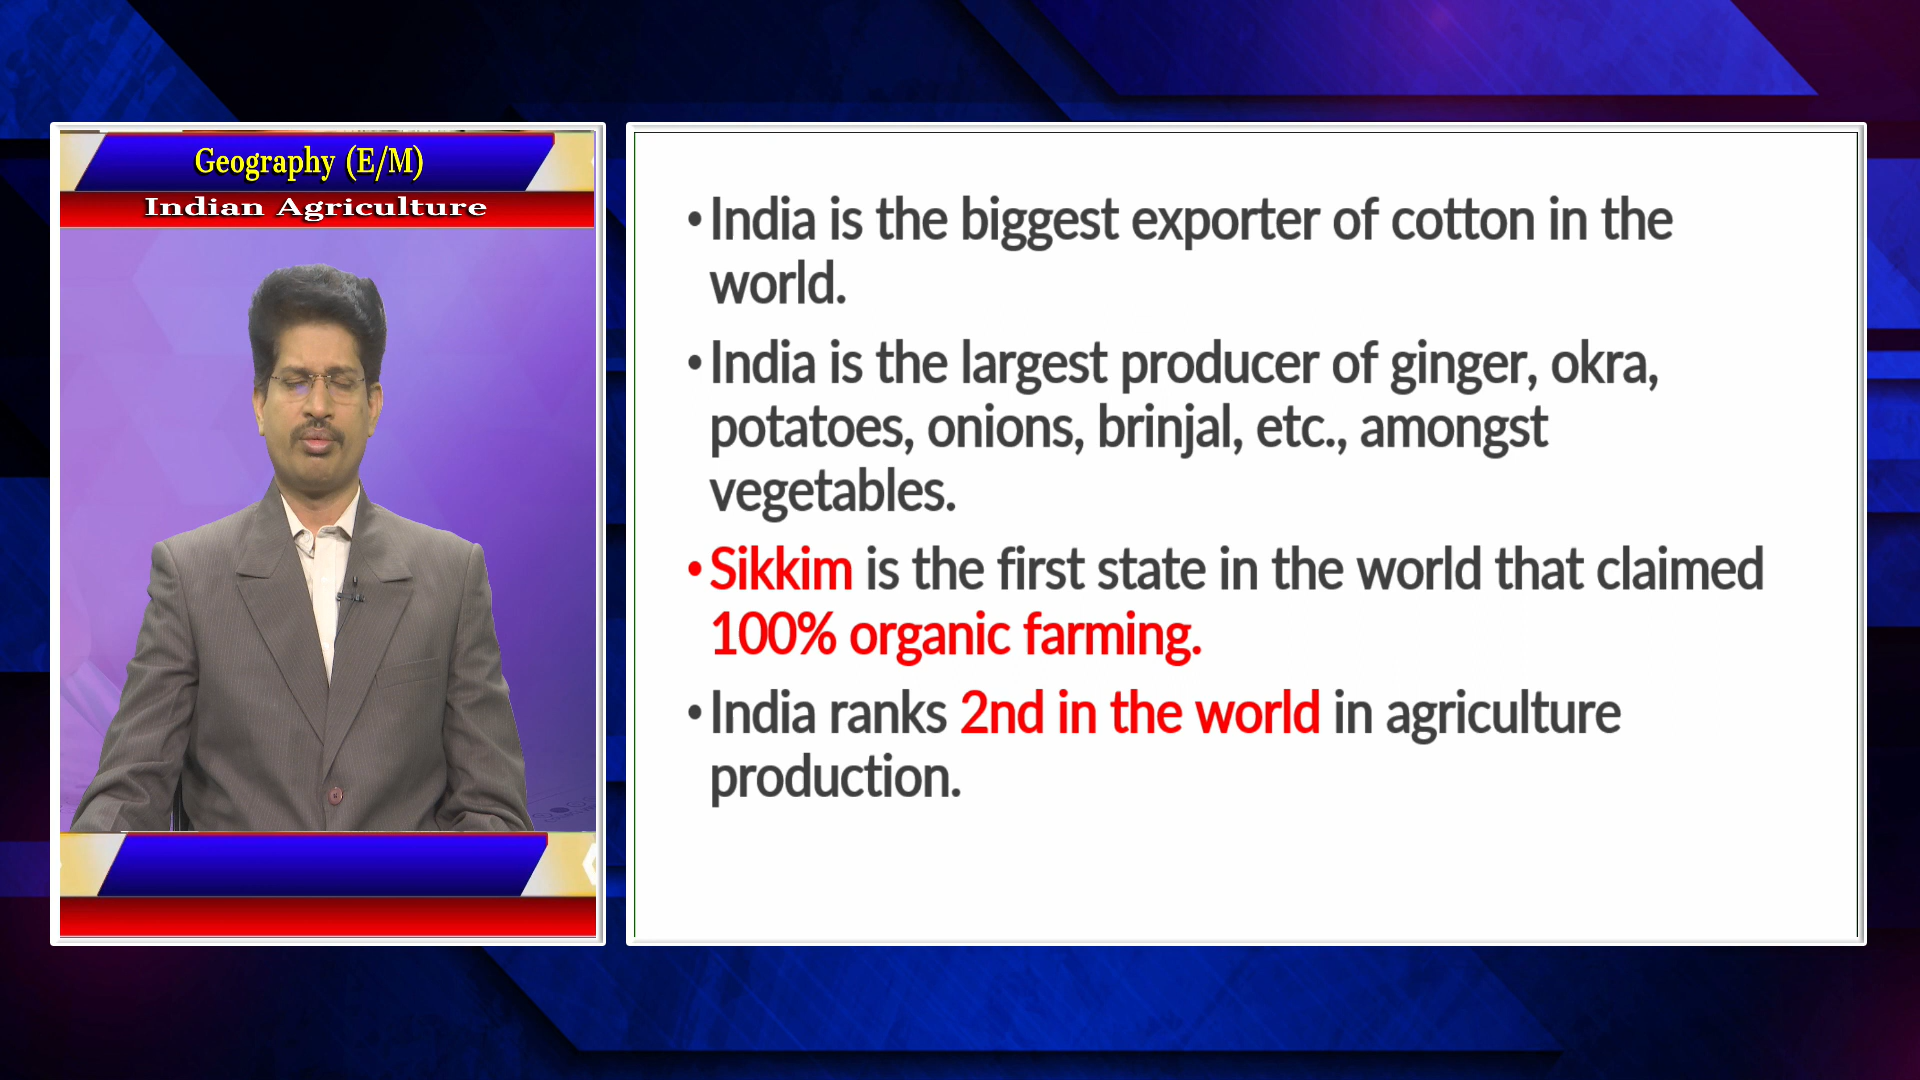 Geography (E/M)
Indian Agriculture
•India is the biggest exporter of cotton in the
world.
•India is the largest producer of ginger, okra,
potatoes, onions, brinjal, etc., amongst
vegetables.
•Sikkim is the first state in the world that claimed
100% organic farming.
•India ranks 2nd in the world in agriculture
production.